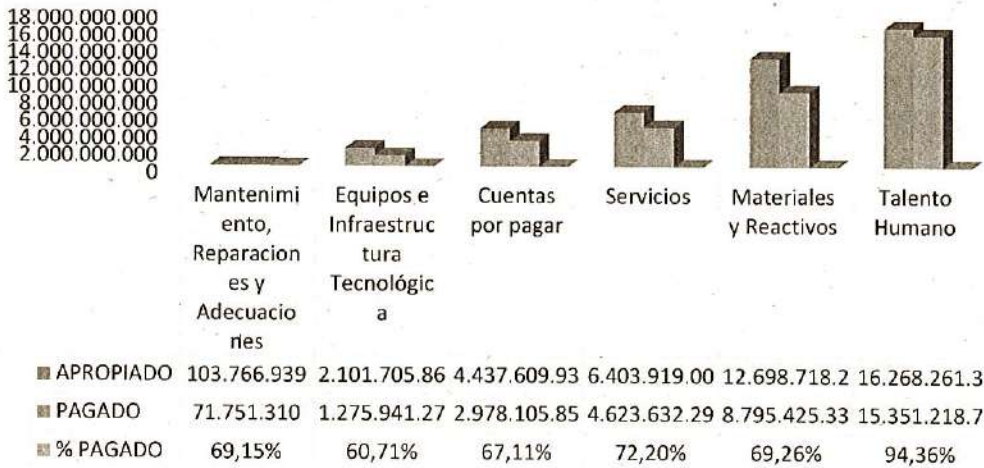 18.000.000.000
16.000.000.000
14.000.000.000
12.000.000.000
10.000.000.000
8.000.000.000
6.000.000.000
4.000.000.000
2.000.000.000
0
Mantenimi
ento,
Reparacion
es y
Adecuacio
nes
Equipos e
Infraestruc
tura
Tecnológic
a
Cuentas
por pagar
Servicios
Materiales
y Reactivos
Talento
Humano
APROPIADO 103.766.939 2.101.705.86 4.437.609.93 6.403.919.00 12.698.718.2 16.268.261.3
PAGADO 71.751.310 1.275.941.27 2.978.105.85 4.623.632.29 8.795.425.33 15.351.218.7
% PAGADO 69,15% 60,71% 67,11% 72,20% 69,26% 94,36%